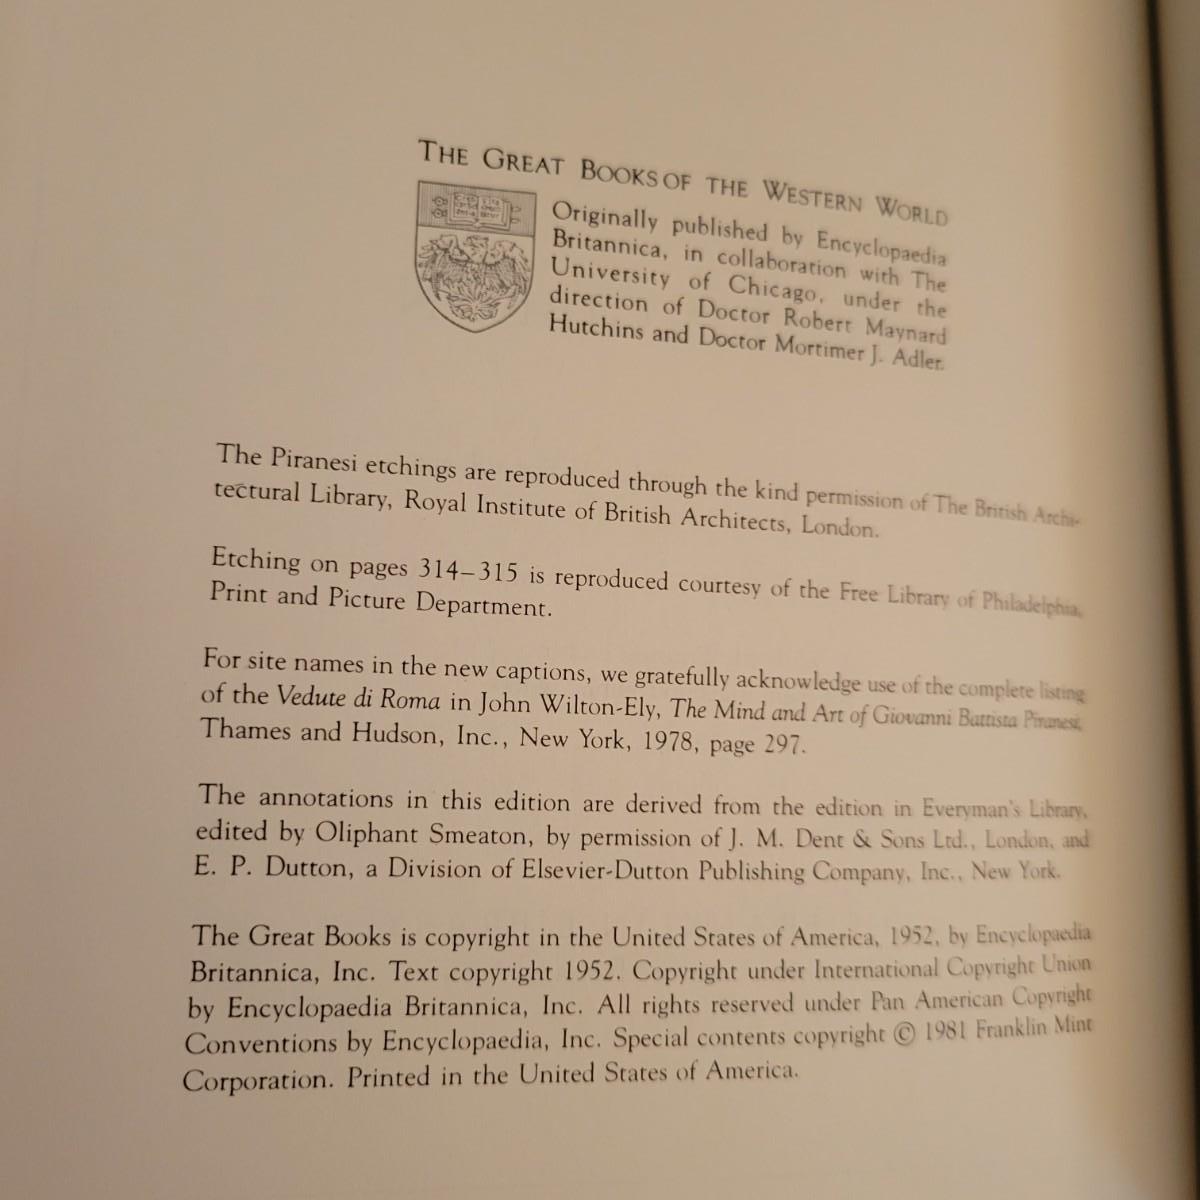 THE GREAT BOOKS OF THE WESTERN WORLD
Originally published by Encyclopaedia
Britannica, in collaboration with The
University of Chicago, under the
direction of Doctor Robert Maynard
Hutchins and Doctor Mortimer J. Adler.
The Piranesi etchings are reproduced through the kind permission of The British Archi-
tectural Library, Royal Institute of British Architects, London.
Etching on pages 314–315 is reproduced courtesy of the Free Library of Philadelphia,
Print and Picture Department.
For site names in the new captions, we gratefully acknowledge use of the complete listing
of the Vedute di Roma in John Wilton-Ely, The Mind and Art of Giovanni Battista Piranesi,
Thames and Hudson, Inc., New York, 1978, page 297.
The annotations in this edition are derived from the edition in Everyman's Library,
edited by Oliphant Smeaton, by permission of J. M. Dent & Sons Ltd., London, and
E. P. Dutton, a Division of Elsevier-Dutton Publishing Company, Inc., New York.
The Great Books is copyright in the United States of America, 1952, by Encyclopaedia
Britannica, Inc. Text copyright 1952. Copyright under International Copyright Union
by Encyclopaedia Britannica, Inc. All rights reserved under Pan American Copyright
Conventions by Encyclopaedia, Inc. Special contents copyright © 1981 Franklin Mint
Corporation. Printed in the United States of America.